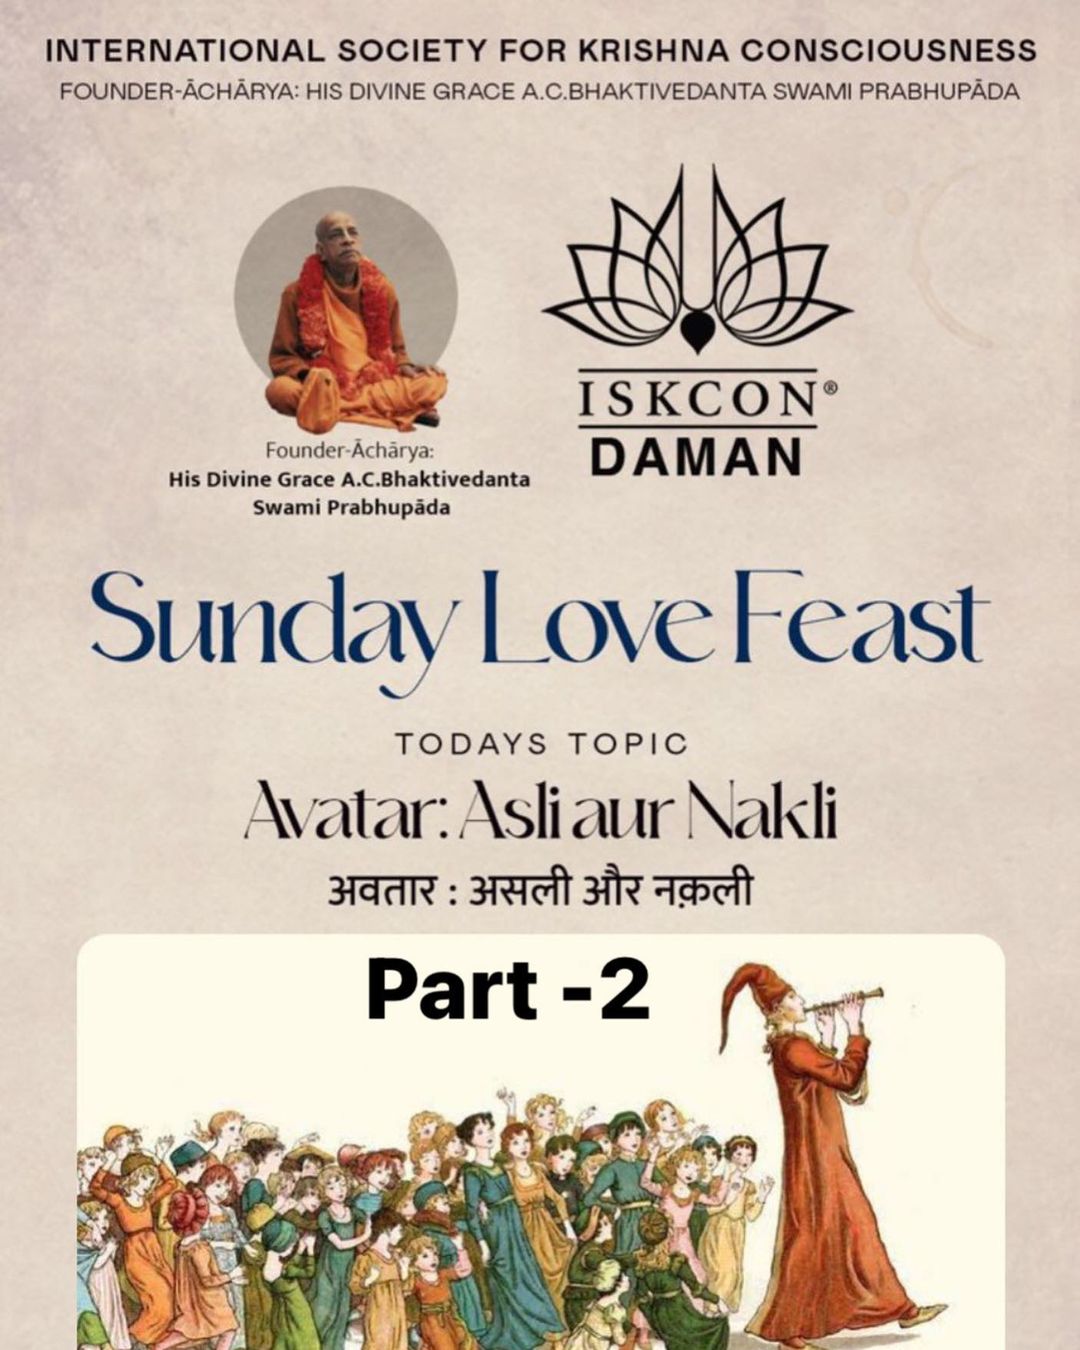 INTERNATIONAL SOCIETY FOR KRISHNA CONSCIOUSNESS
FOUNDER-ĀCHĀRYA: HIS DIVINE GRACE A.C.BHAKTIVEDANTA SWAMI PRABHUPĀDA
Founder-Āchārya:
His Divine Grace A.C.Bhaktivedanta
Swami Prabhupāda
ISKCON®
DAMAN
Sunday Love Feast
TODAYS TOPIC
Avatar: Asli aur Nakli
अवतार : असली और नक़ली
Part -2